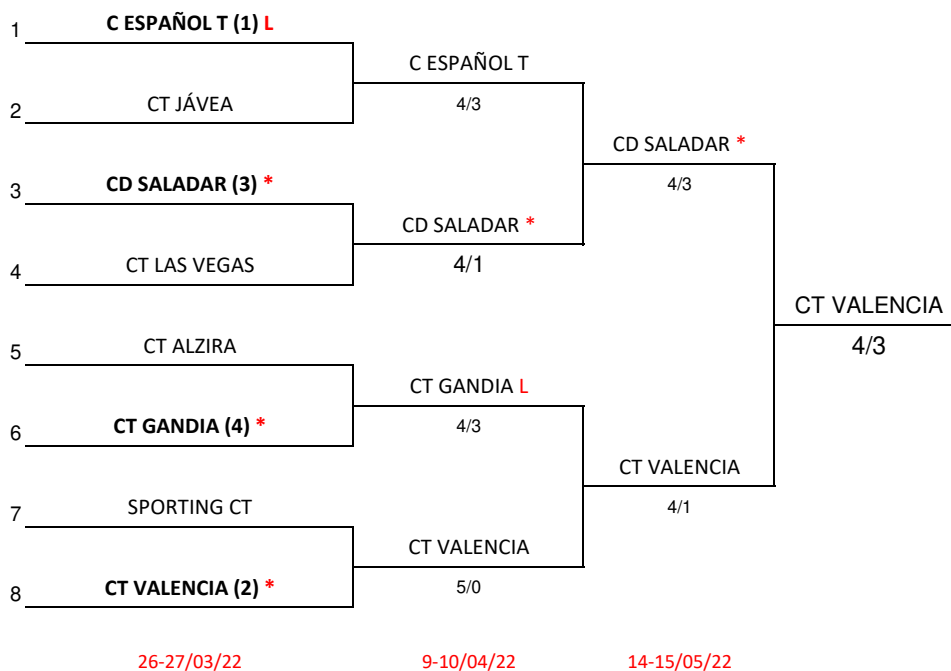 1 C ESPAÑOL T (1) L
C ESPAÑOL T
4/3
2 CT JÁVEA
CD SALADAR *
4/3
3 CD SALADAR (3) *
CD SALADAR *
4/1
4 CT LAS VEGAS
CT VALENCIA
4/3
5 CT ALZIRA
CT GANDIA L
4/3
6 CT GANDIA (4) *
CT VALENCIA
4/1
7 SPORTING CT
CT VALENCIA
5/0
8 CT VALENCIA (2) *
26-27/03/22 9-10/04/22 14-15/05/22